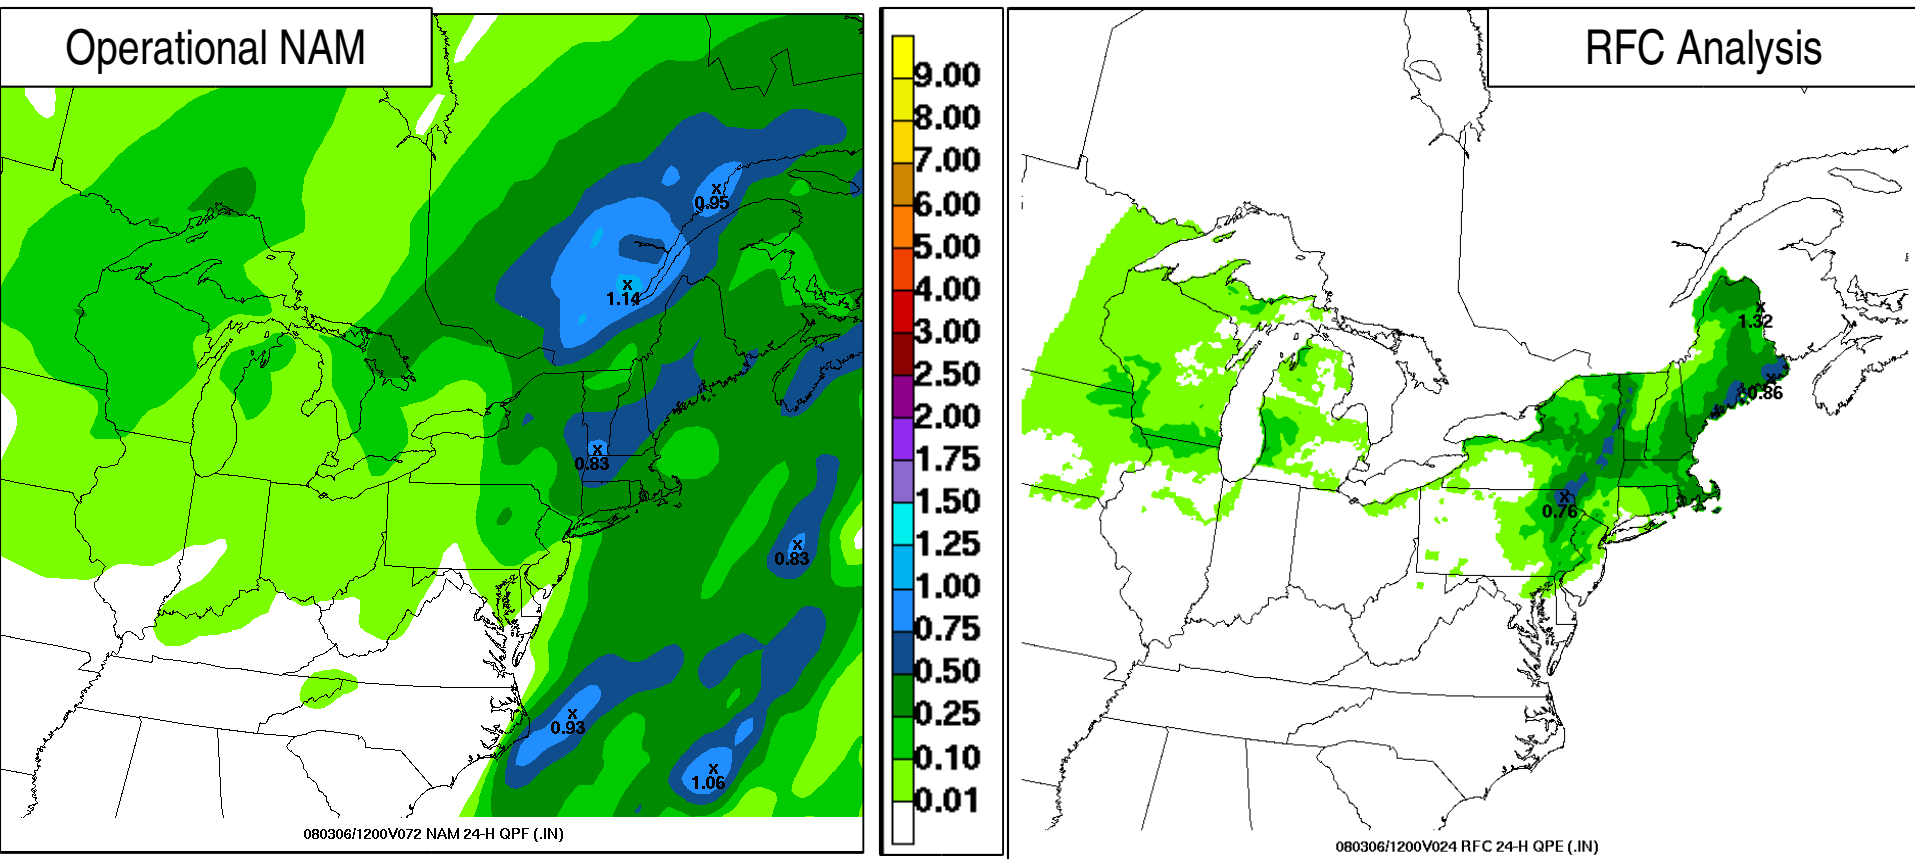 Operational NAM
RFC Analysis
9.00
8.00
7.00
6.00
5.00
4.00
3.00
2.50
2.00
1.75
1.50
1.25
1.00
0.75
0.50
0.25
0.10
0.01
x
0.95
x
1.14
x
0.83
x
0.83
x
0.93
x
1.06
080306/1200V072 NAM 24-H QPF (.IN)
x
1.32
x
0.86
x
0.76
080306/1200V024 RFC 24-H QPE (.IN)